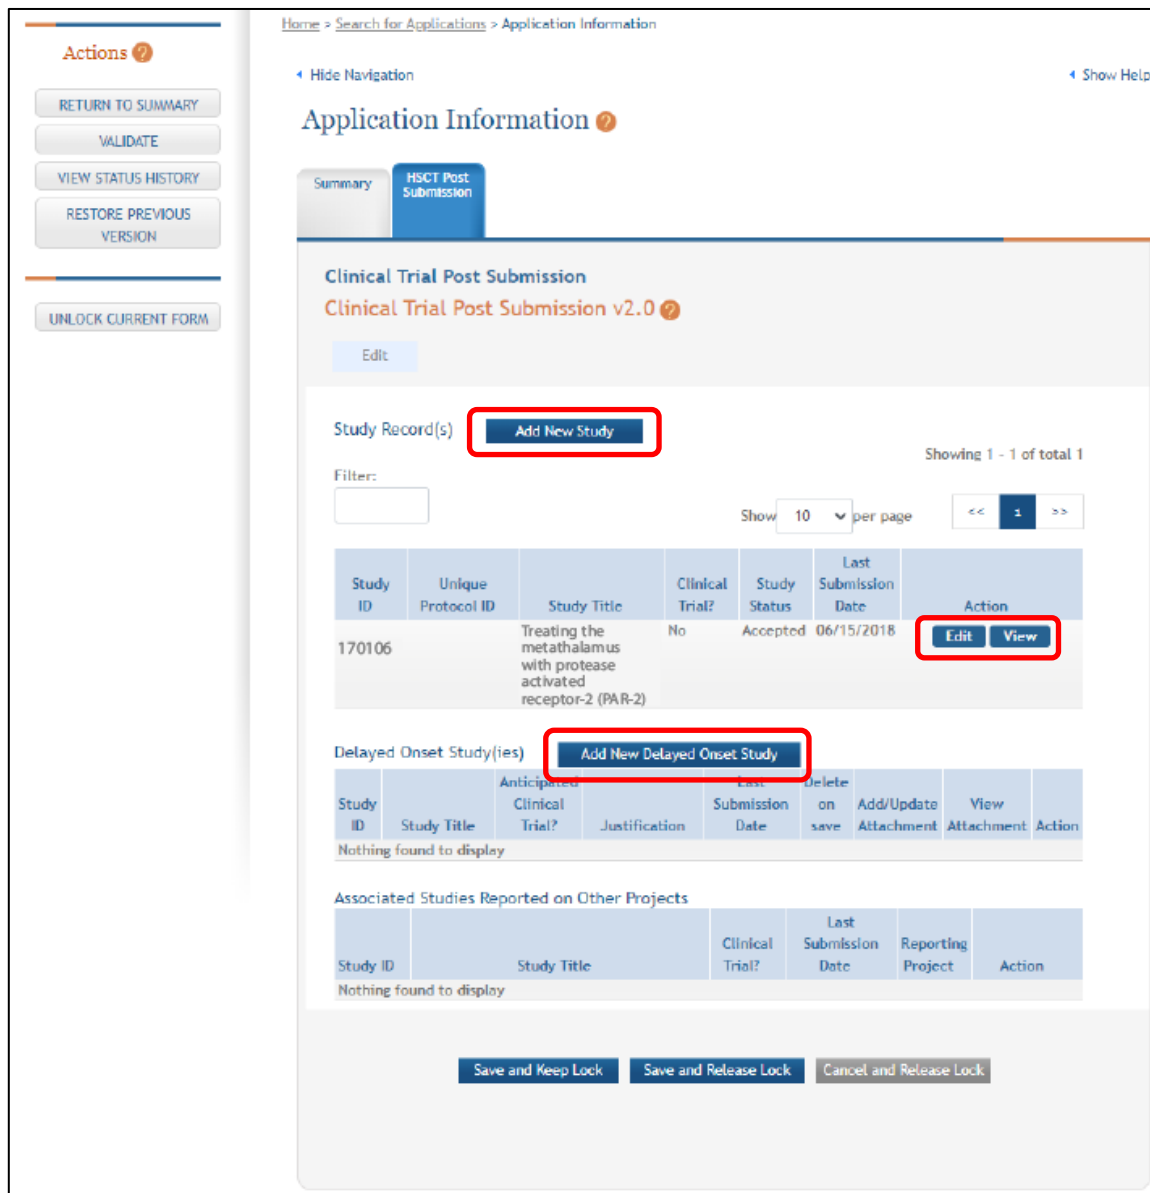 Home > Search for Applications > Application Information
Actions ?
RETURN TO SUMMARY
VALIDATE
VIEW STATUS HISTORY
RESTORE PREVIOUS
VERSION
UNLOCK CURRENT FORM
Hide Navigation
Show Help
Application Information ?
Summary
HSCT Post
Submission
Clinical Trial Post Submission
Clinical Trial Post Submission v2.0 ?
Edit
Study Record(s) Add New Study
Showing 1 - 1 of total 1
Filter:
Show 10 per page << 1 >>
Study ID Unique Protocol ID Study Title Clinical Trial? Study Status Last Submission Date Action
170106 Treating the metathalamus with protease activated receptor-2 (PAR-2) No Accepted 06/15/2018 Edit View
Delayed Onset Study(ies) Add New Delayed Onset Study
Study ID Study Title Anticipated Clinical Trial? Justification Last Submission Date Delete on save Add/Update Attachment View Attachment Action
Nothing found to display
Associated Studies Reported on Other Projects
Study ID Study Title Clinical Trial? Last Submission Date Reporting Project Action
Nothing found to display
Save and Keep Lock Save and Release Lock Cancel and Release Lock